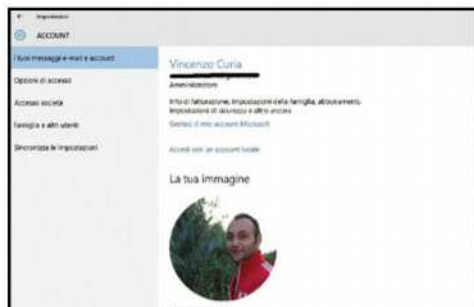 Impostazioni
ACCOUNT
I tuoi messaggi e-mail e account
Opzioni di accesso
Accesso società
Famiglia e altri utenti
Sincronizza le impostazioni
Vincenzo Curia
Amministratore
Info di fatturazione, impostazioni della famiglia, abbonamenti,
impostazioni di sicurezza e altro ancora
Gestisci il mio account Microsoft
Accedi con un account locale
La tua immagine